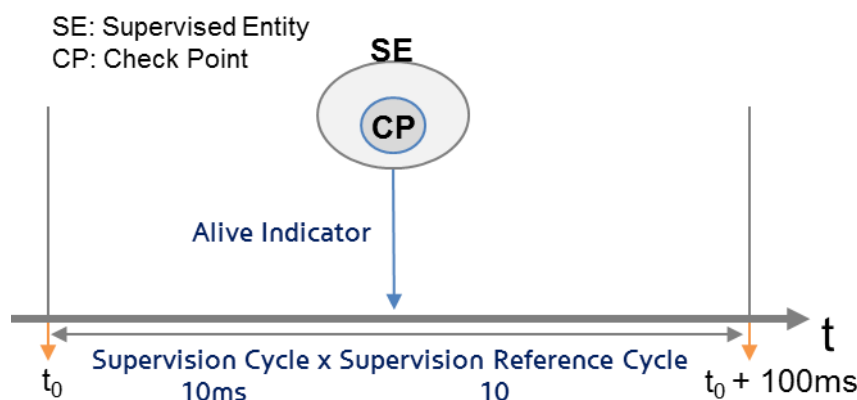 SE: Supervised Entity
CP: Check Point
SE
CP
Alive Indicator
t
Supervision Cycle x Supervision Reference Cycle
t₀ 10ms 10 t₀ + 100ms